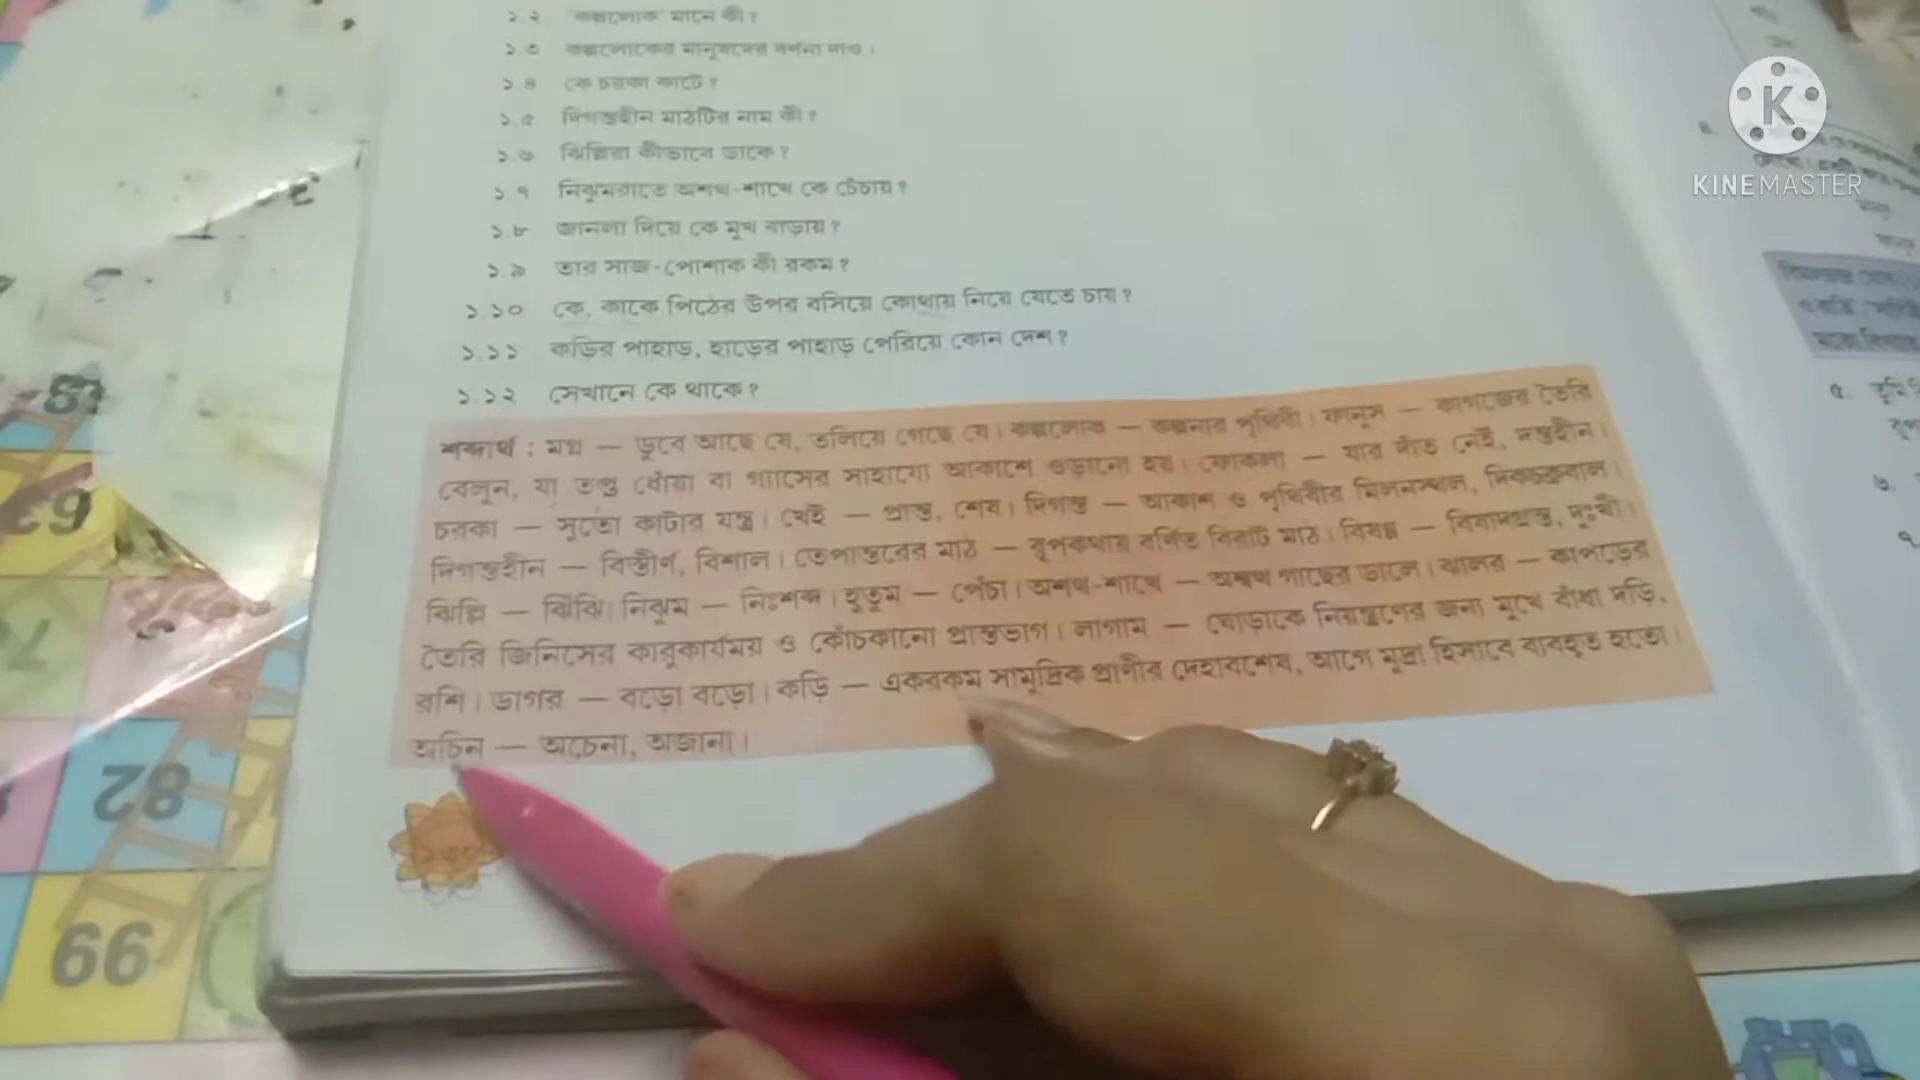 ১.২ 'কল্পলোক' মানে কী?
১.৩ কল্পলোকের মানুষদের বর্ণনা দাও।
১.৪ কে চরকা কাটে?
১.৫ দিগন্তহীন মাঠটির নাম কী?
১.৬ ঝিল্লিরা কীভাবে ডাকে?
১.৭ নিঝুমরাতে অশথ-শাখে কে চেঁচায়?
১.৮ জানলা দিয়ে কে মুখ বাড়ায়?
১.৯ তার সাজ-পোশাক কী রকম?
১.১০ কে, কাকে পিঠের উপর বসিয়ে কোথায় নিয়ে যেতে চায়?
১.১১ কড়ির পাহাড়, হাড়ের পাহাড় পেরিয়ে কোন দেশ?
১.১২ সেখানে কে থাকে?
শব্দার্থ : মগ্ন — ডুবে আছে যে, তলিয়ে গেছে যে। কল্পলোক — কল্পনার পৃথিবী। ফানুস — কাগজের তৈরি
বেলুন, যা তপ্ত ধোঁয়া বা গ্যাসের সাহায্যে আকাশে ওড়ানো হয়। ফোকলা — যার দাঁত নেই, দন্তহীন।
চরকা — সুতো কাটার যন্ত্র। খেই — প্রান্ত, শেষ। দিগন্ত — আকাশ ও পৃথিবীর মিলনস্থল, দিকচক্রবাল।
দিগন্তহীন — বিস্তীর্ণ, বিশাল। তেপান্তরের মাঠ — রূপকথায় বর্ণিত বিরাট মাঠ। বিষণ্ণ — বিষাদগ্রস্ত, দুঃখী।
ঝিল্লি — ঝিঁঝি। নিঝুম — নিঃশব্দ। হুতুম — পেঁচা। অশথ-শাখে — অশ্বথ গাছের ডালে। ঝালর — কাপড়ের
তৈরি জিনিসের কারুকার্যময় ও কোঁচকানো প্রান্তভাগ। লাগাম — ঘোড়াকে নিয়ন্ত্রণের জন্য মুখে বাঁধা দড়ি,
রশি। ডাগর — বড়ো বড়ো। কড়ি — একরকম সামুদ্রিক প্রাণীর দেহাবশেষ, আগে মুদ্রা হিসাবে ব্যবহৃত হতো।
অচিন — অচেনা, অজানা।
K
KINEMASTER
63
82
99